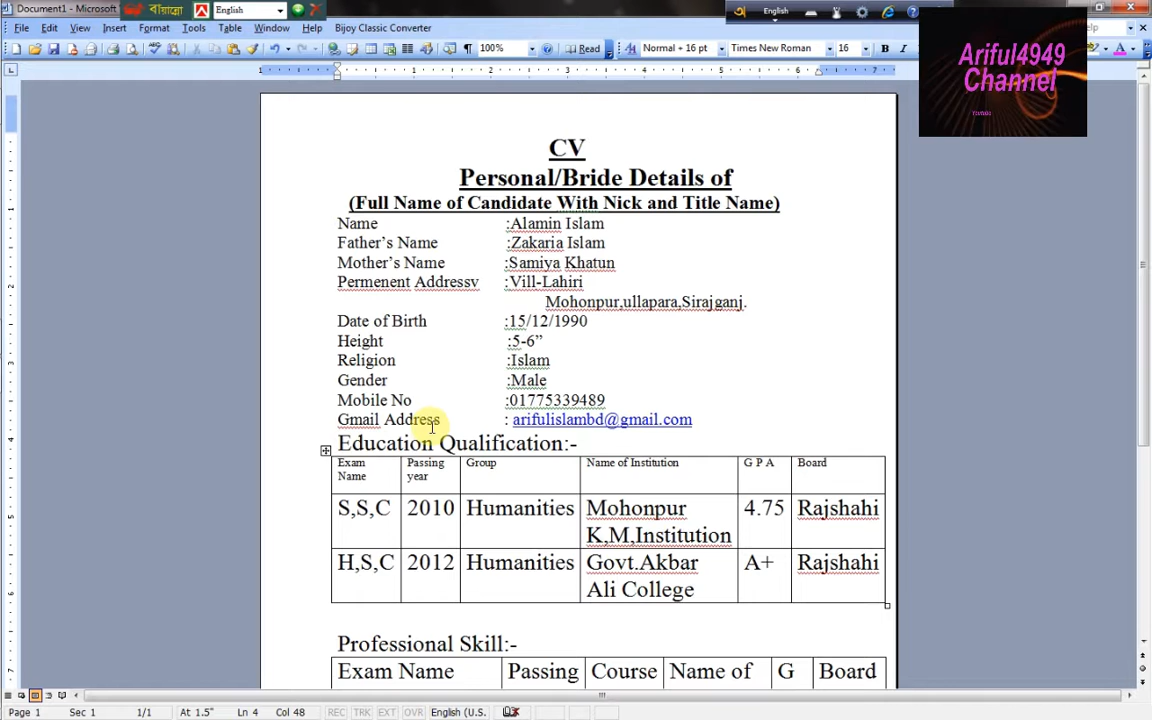 Document1 - Microsoft
বায়ান্নো
English
English
File Edit View Insert Format Tools Table Window Help Bijoy Classic Converter
100% Read Normal + 16 pt Times New Roman 16 B I
Ariful4949
Channel
CV
Personal/Bride Details of
(Full Name of Candidate With Nick and Title Name)
Name :Alamin Islam
Father’s Name :Zakaria Islam
Mother’s Name :Samiya Khatun
Permenent Addressv :Vill-Lahiri
Mohonpur,ullapara,Sirajganj.
Date of Birth :15/12/1990
Height :5-6”
Religion :Islam
Gender :Male
Mobile No :01775339489
Gmail Address : arifulislambd@gmail.com
Education Qualification:-
Exam Name Passing year Group Name of Institution G P A Board
S,S,C 2010 Humanities Mohonpur K,M,Institution 4.75 Rajshahi
H,S,C 2012 Humanities Govt.Akbar Ali College A+ Rajshahi
Professional Skill:-
Exam Name Passing Course Name of G Board
Page 1 Sec 1 1/1 At 1.5" Ln 4 Col 48 REC TRK EXT OVR English (U.S.